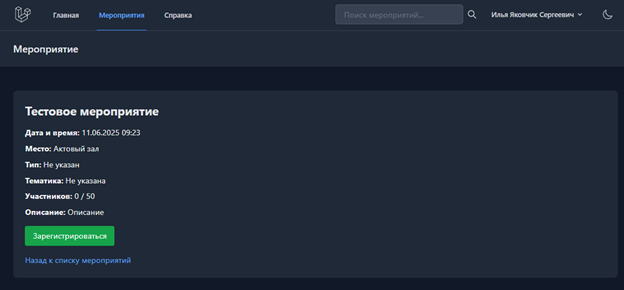 Главная Мероприятия Справка Поиск мероприятий... Илья Яковчик Сергеевич
Мероприятие
Тестовое мероприятие
Дата и время: 11.06.2025 09:23
Место: Актовый зал
Тип: Не указан
Тематика: Не указана
Участников: 0 / 50
Описание: Описание
Зарегистрироваться
Назад к списку мероприятий